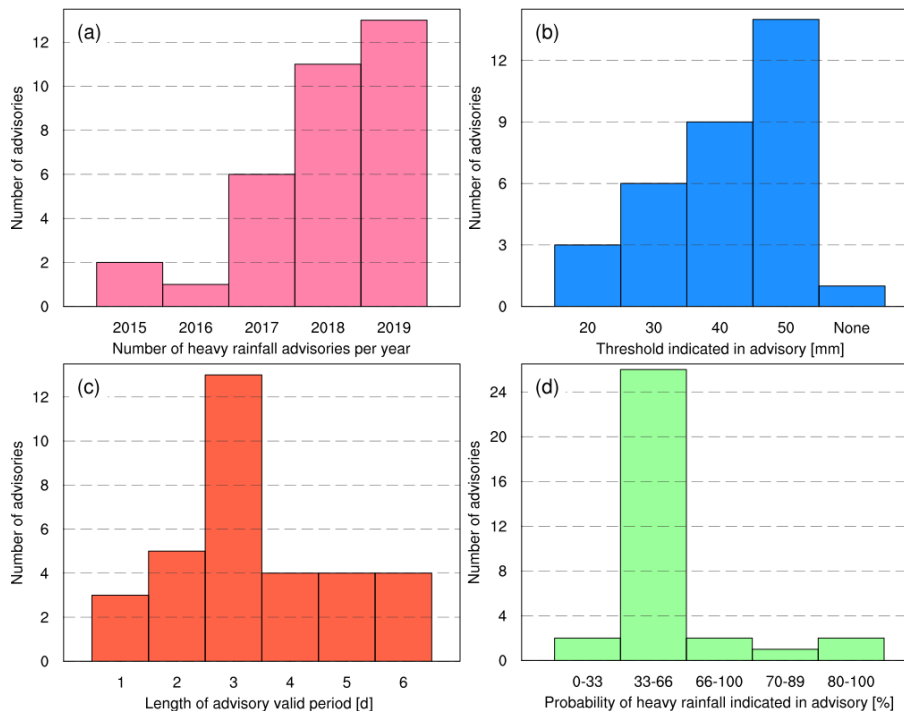 (a)
Number of advisories
12
10
8
6
4
2
0
2015 2016 2017 2018 2019
Number of heavy rainfall advisories per year
(b)
Number of advisories
12
9
6
3
0
20 30 40 50 None
Threshold indicated in advisory [mm]
(c)
Number of advisories
12
10
8
6
4
2
0
1 2 3 4 5 6
Length of advisory valid period [d]
(d)
Number of advisories
24
20
16
12
8
4
0
0-33 33-66 66-100 70-89 80-100
Probability of heavy rainfall indicated in advisory [%]